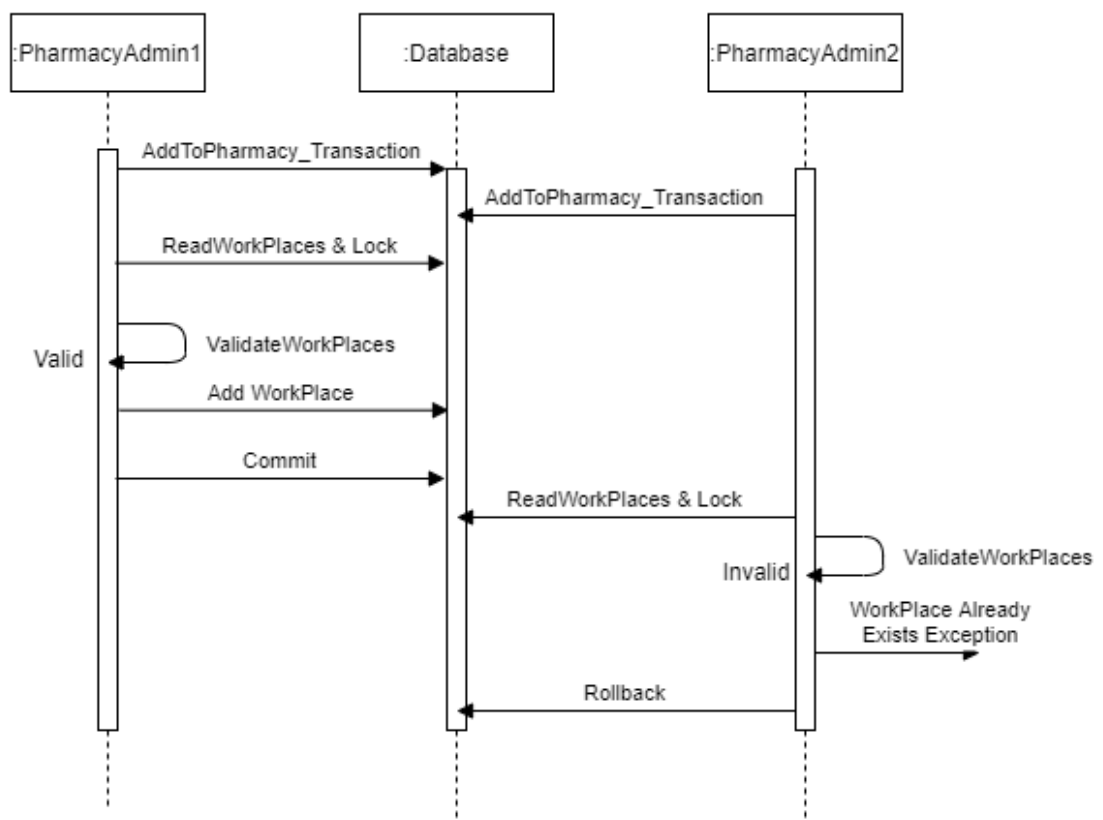 :PharmacyAdmin1
:Database
:PharmacyAdmin2
AddToPharmacy_Transaction
AddToPharmacy_Transaction
ReadWorkPlaces & Lock
ValidateWorkPlaces
Valid
Add WorkPlace
Commit
ReadWorkPlaces & Lock
ValidateWorkPlaces
Invalid
WorkPlace Already
Exists Exception
Rollback